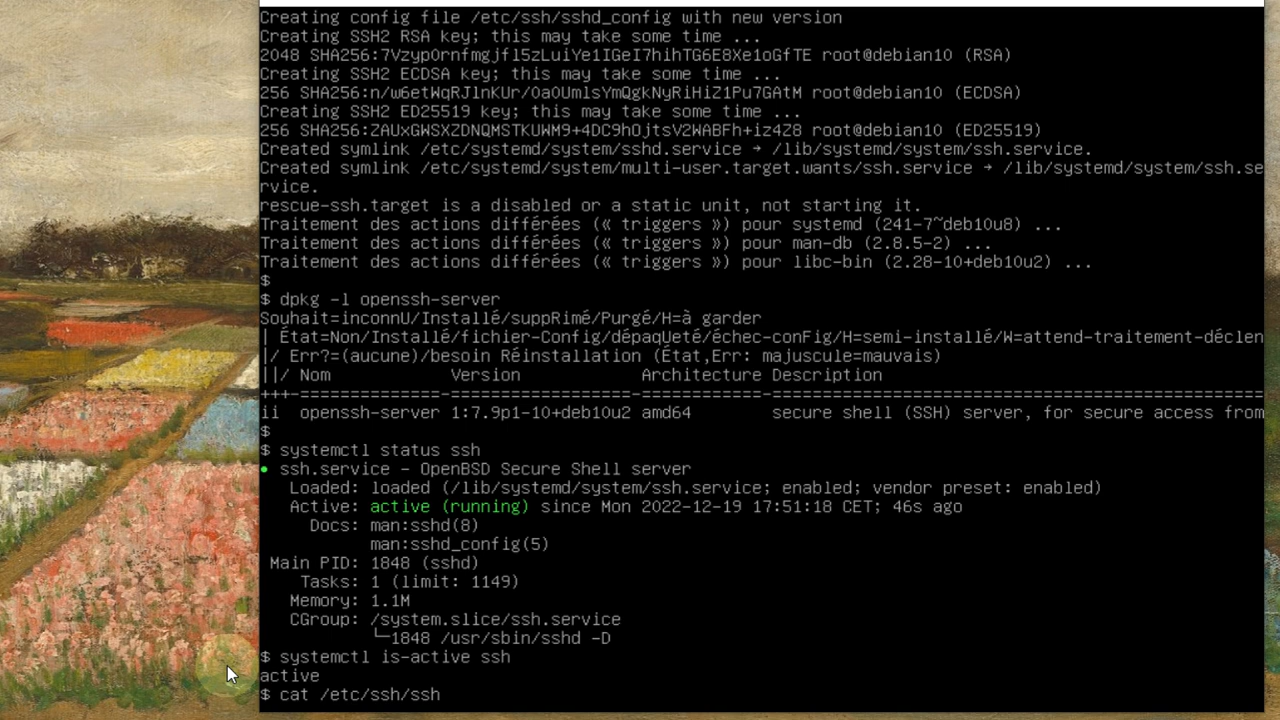 Creating config file /etc/ssh/sshd_config with new version
Creating SSH2 RSA key; this may take some time ...
2048 SHA256:7VzypOrnfmgjfl5zLuiYe1IGeI7hihTG6E8Xe1oGfTE root@debian10 (RSA)
Creating SSH2 ECDSA key; this may take some time ...
256 SHA256:n/w6etWqRJlnKUr/OaOUmlsYmQgkNyRiHiZ1Pu7GAtM root@debian10 (ECDSA)
Creating SSH2 ED25519 key; this may take some time ...
256 SHA256:ZAUxGWSXZDNQMSTKUWM9+4DC9hOjtsV2WABFh+iz4Z8 root@debian10 (ED25519)
Created symlink /etc/systemd/system/sshd.service → /lib/systemd/system/ssh.service.
Created symlink /etc/systemd/system/multi-user.target.wants/ssh.service → /lib/systemd/system/ssh.se
rvice.
rescue-ssh.target is a disabled or a static unit, not starting it.
Traitement des actions différées (« triggers ») pour systemd (241-7~deb10u8) ...
Traitement des actions différées (« triggers ») pour man-db (2.8.5-2) ...
Traitement des actions différées (« triggers ») pour libc-bin (2.28-10+deb10u2) ...
$
$ dpkg -l openssh-server
Souhait=inconnU/Installé/suppRimé/Purgé/H=à garder
| État=Non/Installé/fichier-Config/dépaqUeté/échec-conFig/H=semi-installé/W=attend-traitement-déclen
|/ Err?=(aucune)/besoin Réinstallation (État,Err: majuscule=mauvais)
||/ Nom Version Architecture Description
+++-==============-==================-============-=================================================
ii openssh-server 1:7.9p1-10+deb10u2 amd64 secure shell (SSH) server, for secure access from
$
$ systemctl status ssh
● ssh.service - OpenBSD Secure Shell server
Loaded: loaded (/lib/systemd/system/ssh.service; enabled; vendor preset: enabled)
Active: active (running) since Mon 2022-12-19 17:51:18 CET; 46s ago
Docs: man:sshd(8)
man:sshd_config(5)
Main PID: 1848 (sshd)
Tasks: 1 (limit: 1149)
Memory: 1.1M
CGroup: /system.slice/ssh.service
└─1848 /usr/sbin/sshd -D
$ systemctl is-active ssh
active
$ cat /etc/ssh/ssh